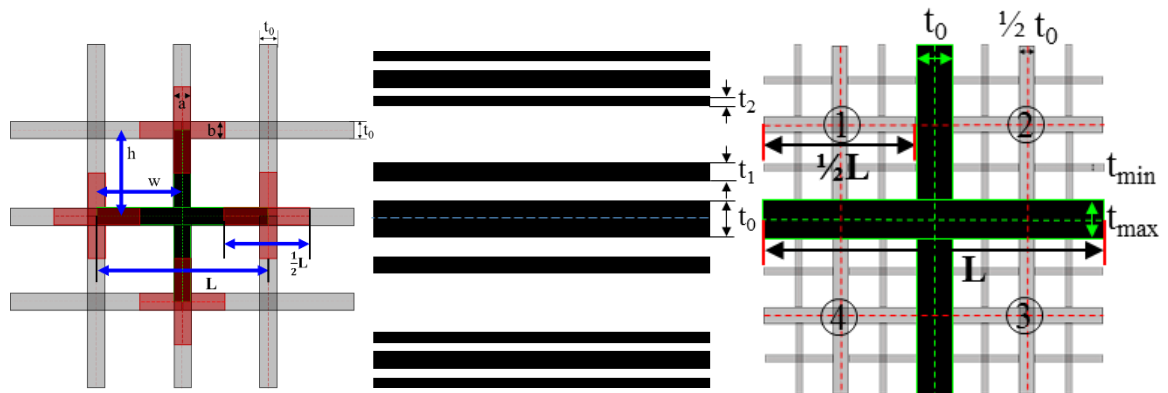 t₀
a
b
t₀
h
w
½L
L
t₂
t₁
t₀
t₀
½ t₀
①
②
½L
tₘᵢₙ
tₘₐₓ
L
④
③